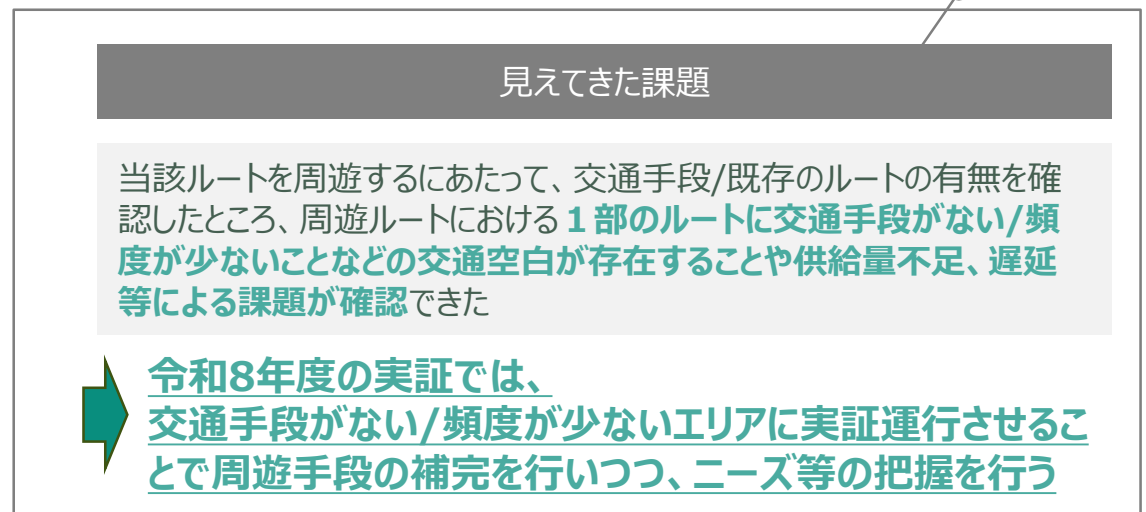 見えてきた課題
当該ルートを周遊するにあたって、交通手段/既存のルートの有無を確
認したところ、周遊ルートにおける１部のルートに交通手段がない/頻
度が少ないことなどの交通空白が存在することや供給量不足、遅延
等による課題が確認できた
令和8年度の実証では、
交通手段がない/頻度が少ないエリアに実証運行させるこ
とで周遊手段の補完を行いつつ、ニーズ等の把握を行う